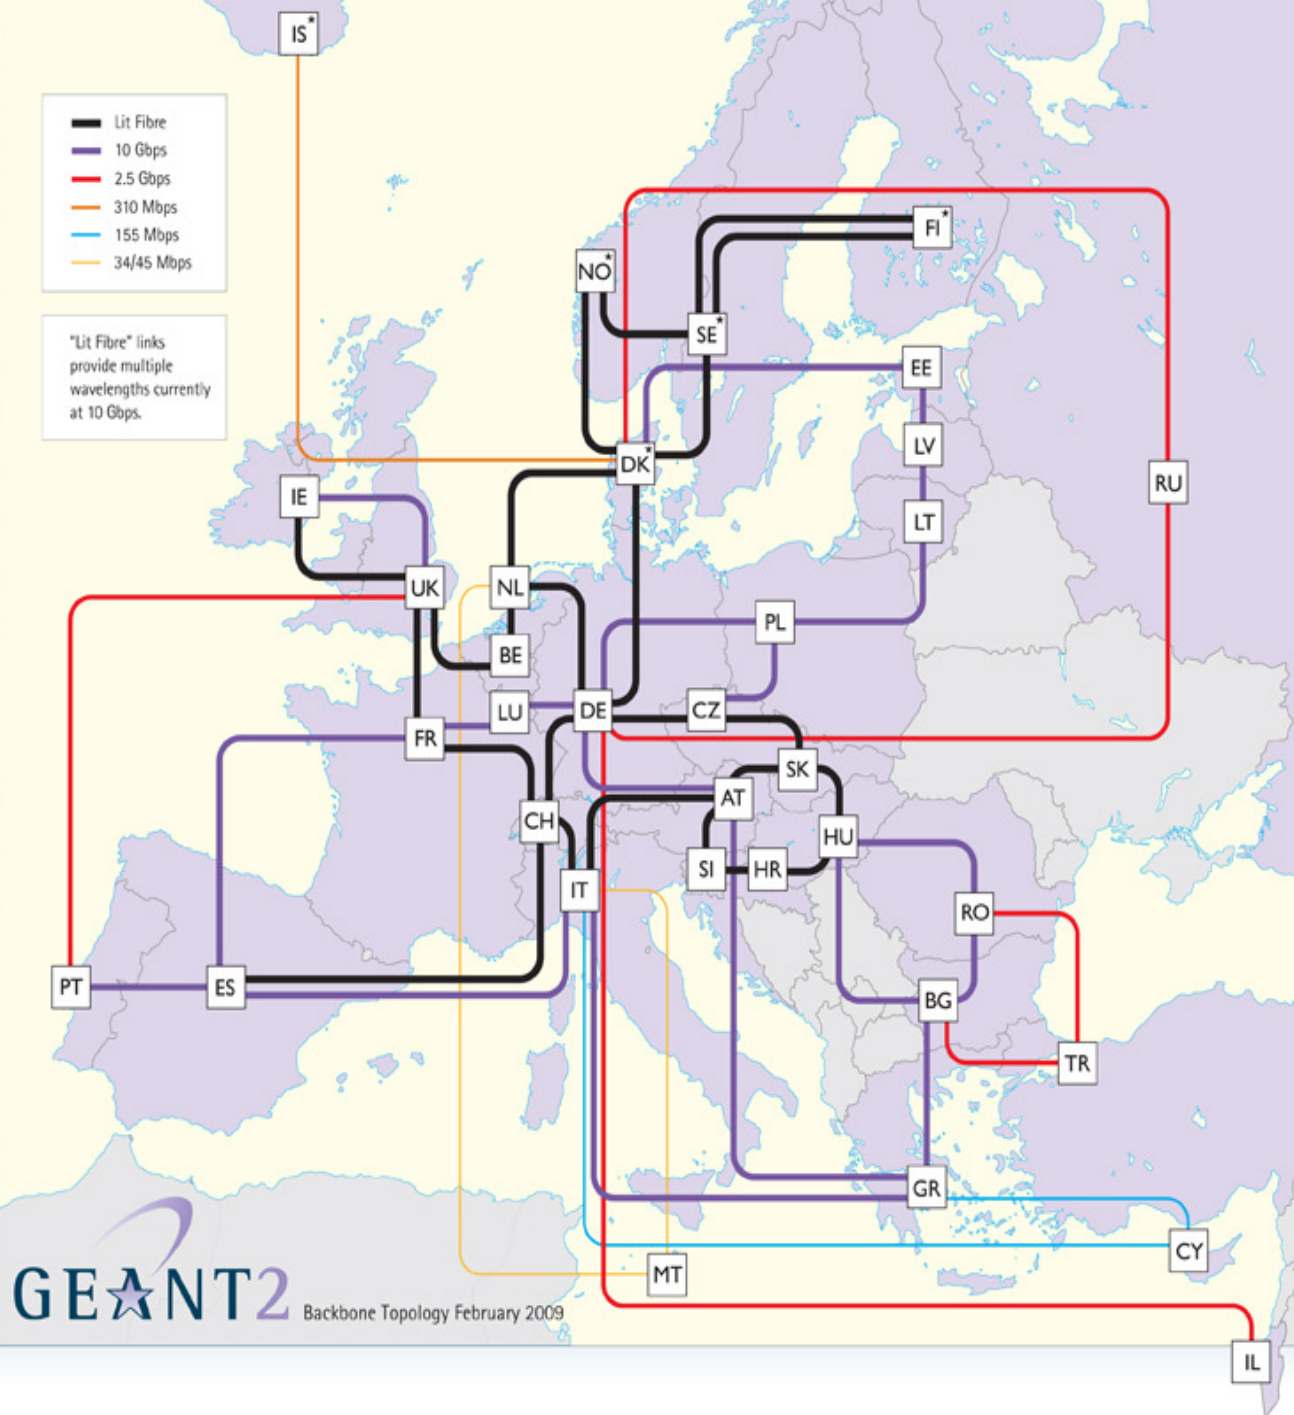 IS*
Lit Fibre
10 Gbps
2.5 Gbps
310 Mbps
155 Mbps
34/45 Mbps
"Lit Fibre" links
provide multiple
wavelengths currently
at 10 Gbps.
FI*
NO*
SE*
EE
LV
DK*
RU
IE
LT
UK
NL
PL
BE
LU
DE
CZ
FR
SK
AT
CH
HU
SI
HR
IT
RO
PT
ES
BG
TR
GR
CY
MT
GEANT2
Backbone Topology February 2009
IL